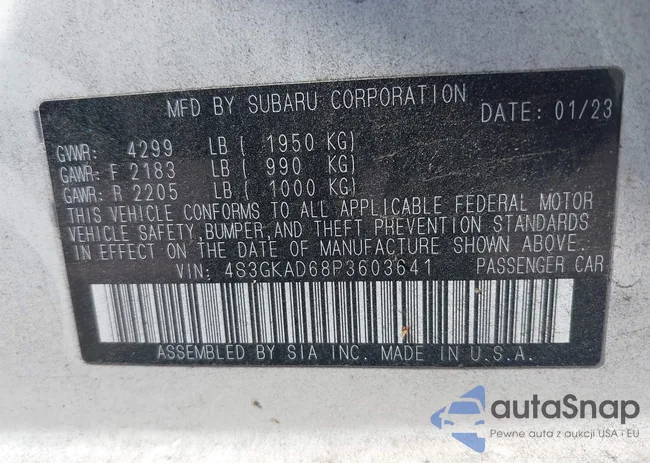 MFD BY SUBARU CORPORATION DATE: 01/23
GVWR: 4299 LB ( 1950 KG)
GAWR: F 2183 LB ( 990 KG)
GAWR: R 2205 LB ( 1000 KG)
THIS VEHICLE CONFORMS TO ALL APPLICABLE FEDERAL MOTOR
VEHICLE SAFETY, BUMPER, AND THEFT PREVENTION STANDARDS
IN EFFECT ON THE DATE OF MANUFACTURE SHOWN ABOVE.
VIN: 4S3GKAD68P3603641 PASSENGER CAR
ASSEMBLED BY SIA INC. MADE IN U.S.A.
autoSnap
Pewne auta z aukcji USA i EU